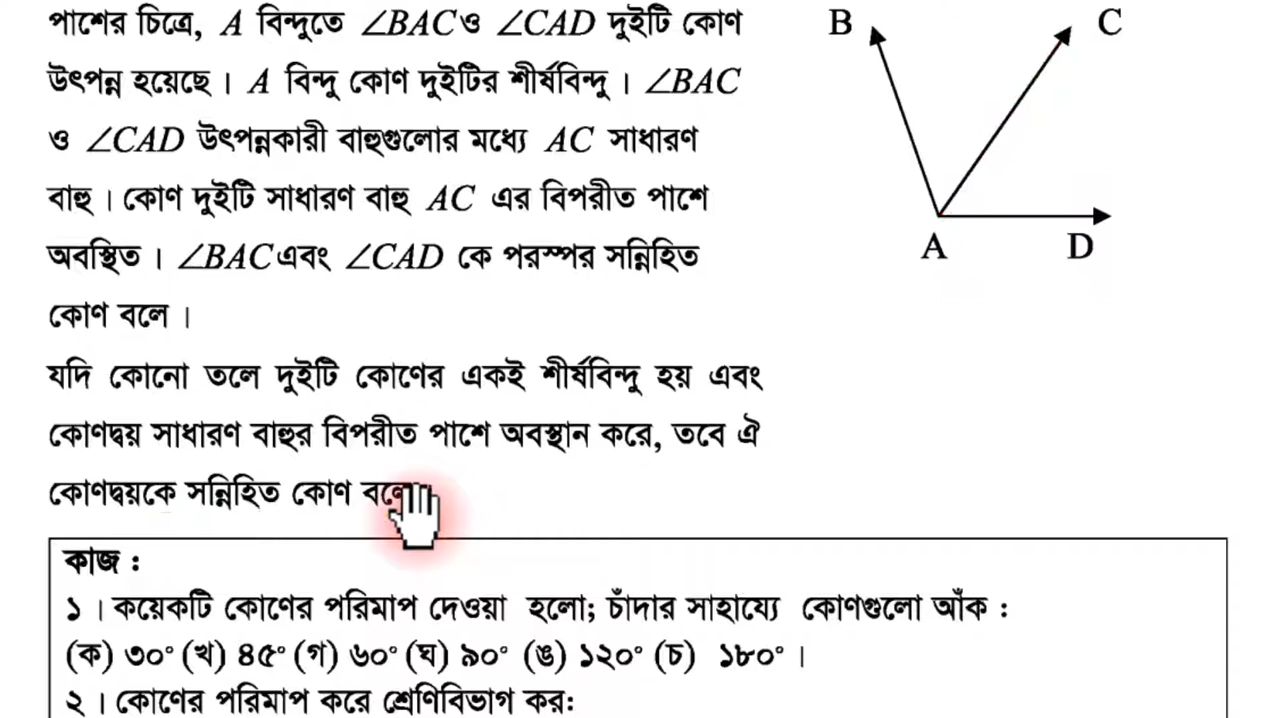 পাশের চিত্রে, A বিন্দুতে ∠BAC ও ∠CAD দুইটি কোণ
উৎপন্ন হয়েছে। A বিন্দু কোণ দুইটির শীর্ষবিন্দু। ∠BAC
ও ∠CAD উৎপন্নকারী বাহুগুলোর মধ্যে AC সাধারণ
বাহু। কোণ দুইটি সাধারণ বাহু AC এর বিপরীত পাশে
অবস্থিত। ∠BAC এবং ∠CAD কে পরস্পর সন্নিহিত
কোণ বলে।
B
C
A
D
যদি কোনো তলে দুইটি কোণের একই শীর্ষবিন্দু হয় এবং
কোণদ্বয় সাধারণ বাহুর বিপরীত পাশে অবস্থান করে, তবে ঐ
কোণদ্বয়কে সন্নিহিত কোণ বলে
কাজ :
১। কয়েকটি কোণের পরিমাপ দেওয়া হলো; চাঁদার সাহায্যে কোণগুলো আঁক :
(ক) ৩০° (খ) ৪৫° (গ) ৬০° (ঘ) ৯০° (ঙ) ১২০° (চ) ১৮০°।
২। কোণের পরিমাপ করে শ্রেণিবিভাগ কর: